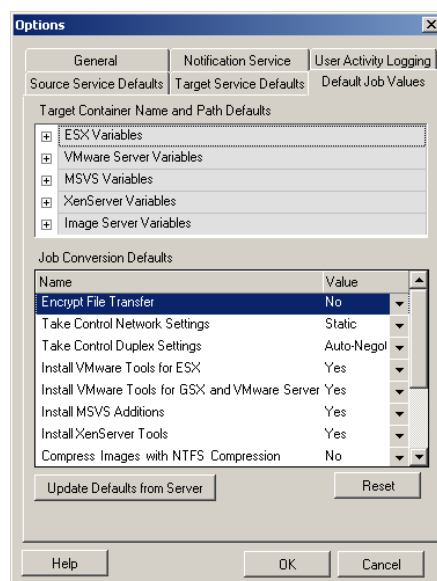 Options
General Notification Service User Activity Logging
Source Service Defaults Target Service Defaults Default Job Values
Target Container Name and Path Defaults
ESX Variables
VMware Server Variables
MSVS Variables
XenServer Variables
Image Server Variables
Job Conversion Defaults
Name Value
Encrypt File Transfer No
Take Control Network Settings Static
Take Control Duplex Settings Auto-Negot
Install VMware Tools for ESX Yes
Install VMware Tools for GSX and VMware Server Yes
Install MSVS Additions Yes
Install XenServer Tools Yes
Compress Images with NTFS Compression No
Update Defaults from Server Reset
Help OK Cancel